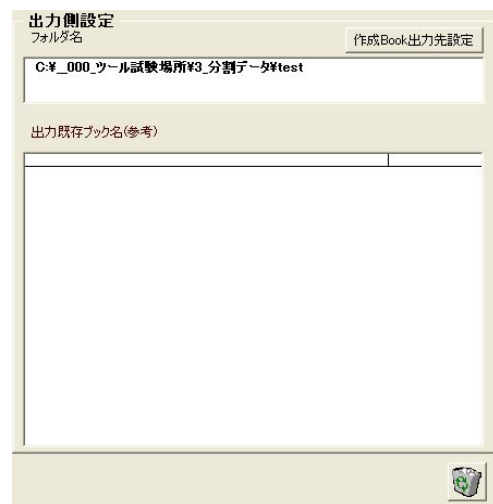 出力側設定
フォルダ名
作成Book出力先設定
C:¥_000_ツール試験場所¥3_分割データ¥test
出力既存ブック名(参考)